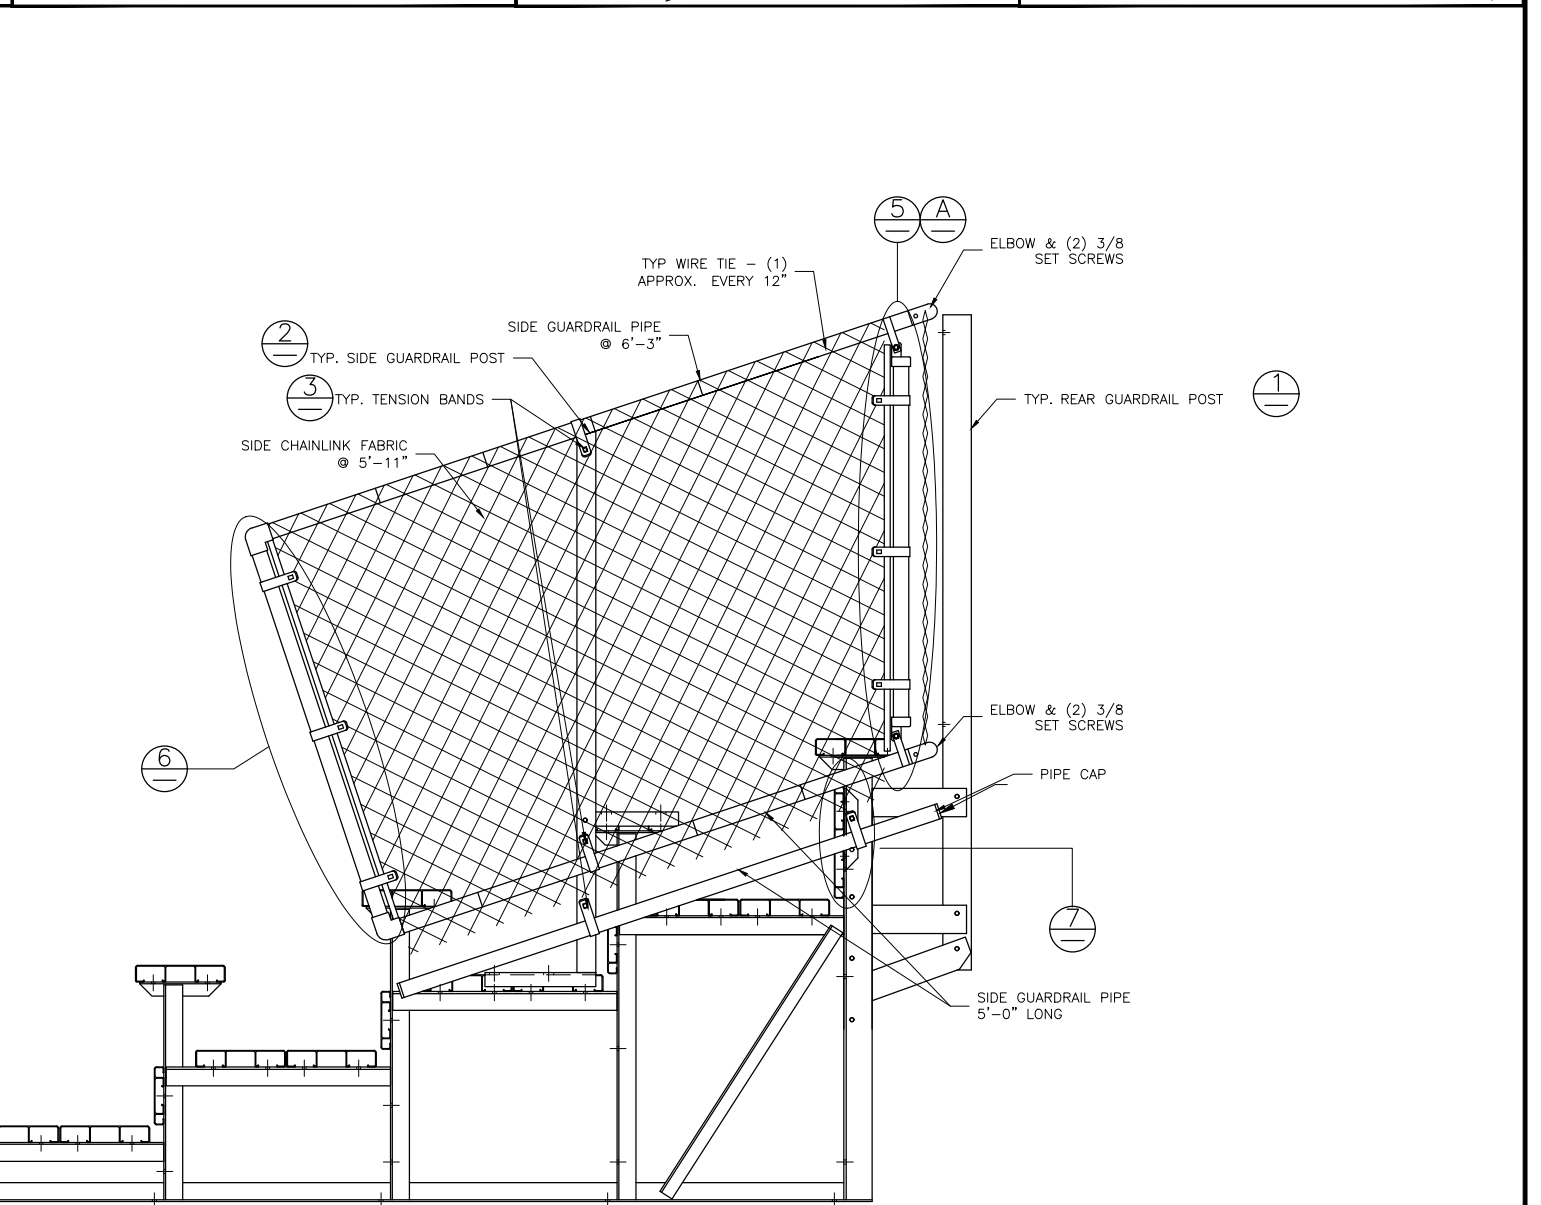 5 A
ELBOW & (2) 3/8
SET SCREWS
TYP WIRE TIE – (1)
APPROX. EVERY 12"
SIDE GUARDRAIL PIPE
@ 6'–3"
2
TYP. SIDE GUARDRAIL POST
3
TYP. TENSION BANDS
1
TYP. REAR GUARDRAIL POST
SIDE CHAINLINK FABRIC
@ 5'–11"
ELBOW & (2) 3/8
SET SCREWS
6
PIPE CAP
7
SIDE GUARDRAIL PIPE
5'–0" LONG